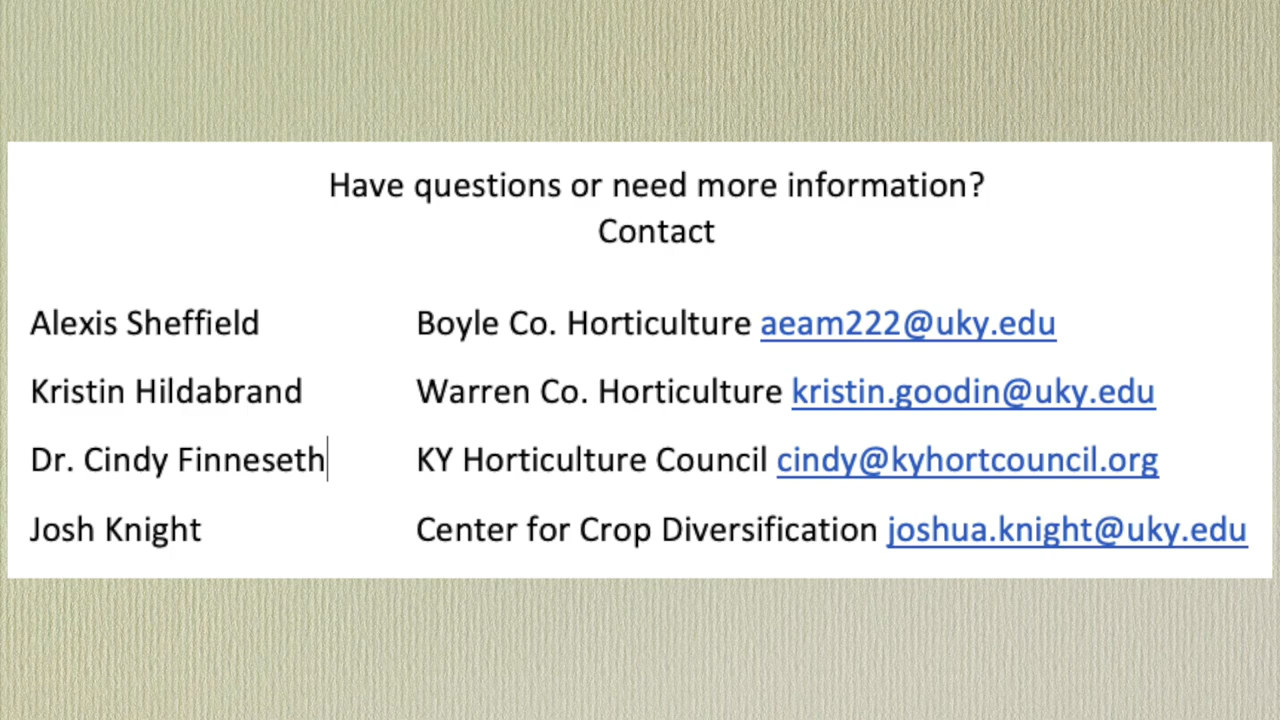 Have questions or need more information?
Contact
Alexis Sheffield Boyle Co. Horticulture aeam222@uky.edu
Kristin Hildabrand Warren Co. Horticulture kristin.goodin@uky.edu
Dr. Cindy Finneseth KY Horticulture Council cindy@kyhortcouncil.org
Josh Knight Center for Crop Diversification joshua.knight@uky.edu